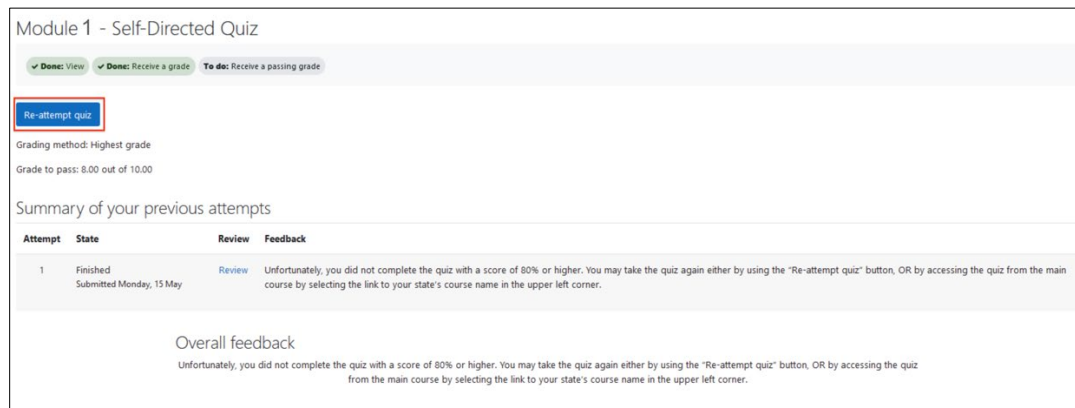 Module 1 - Self-Directed Quiz
✔ Done: View ✔ Done: Receive a grade To do: Receive a passing grade
Re-attempt quiz
Grading method: Highest grade
Grade to pass: 8.00 out of 10.00
Summary of your previous attempts
Attempt State Review Feedback
1 Finished Review Unfortunately, you did not complete the quiz with a score of 80% or higher. You may take the quiz again either by using the "Re-attempt quiz" button, OR by accessing the quiz from the main
Submitted Monday, 15 May course by selecting the link to your state's course name in the upper left corner.
Overall feedback
Unfortunately, you did not complete the quiz with a score of 80% or higher. You may take the quiz again either by using the "Re-attempt quiz" button, OR by accessing the quiz
from the main course by selecting the link to your state's course name in the upper left corner.